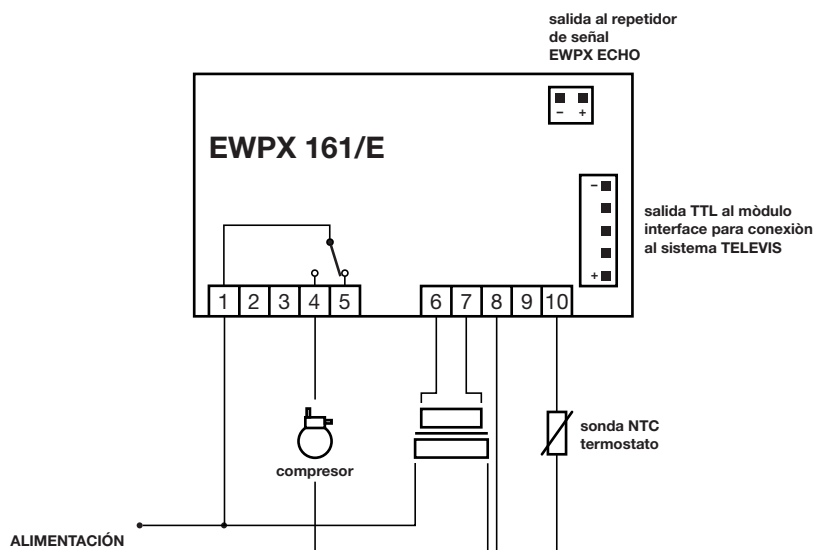 salida al repetidor
de señal
EWPX ECHO
- +
EWPX 161/E
-
salida TTL al mòdulo
interface para conexiòn
al sistema TELEVIS
+
1 2 3 4 5 6 7 8 9 10
sonda NTC
termostato
compresor
ALIMENTACIÓN